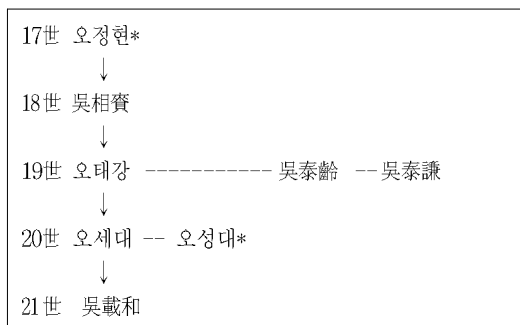 17世 오정현*
↓
18世 吳相賚
↓
19世 오태강 ----------- 吳泰齡 --吳泰謙
↓
20世 오세대 -- 오성대*
↓
21世 吳載和